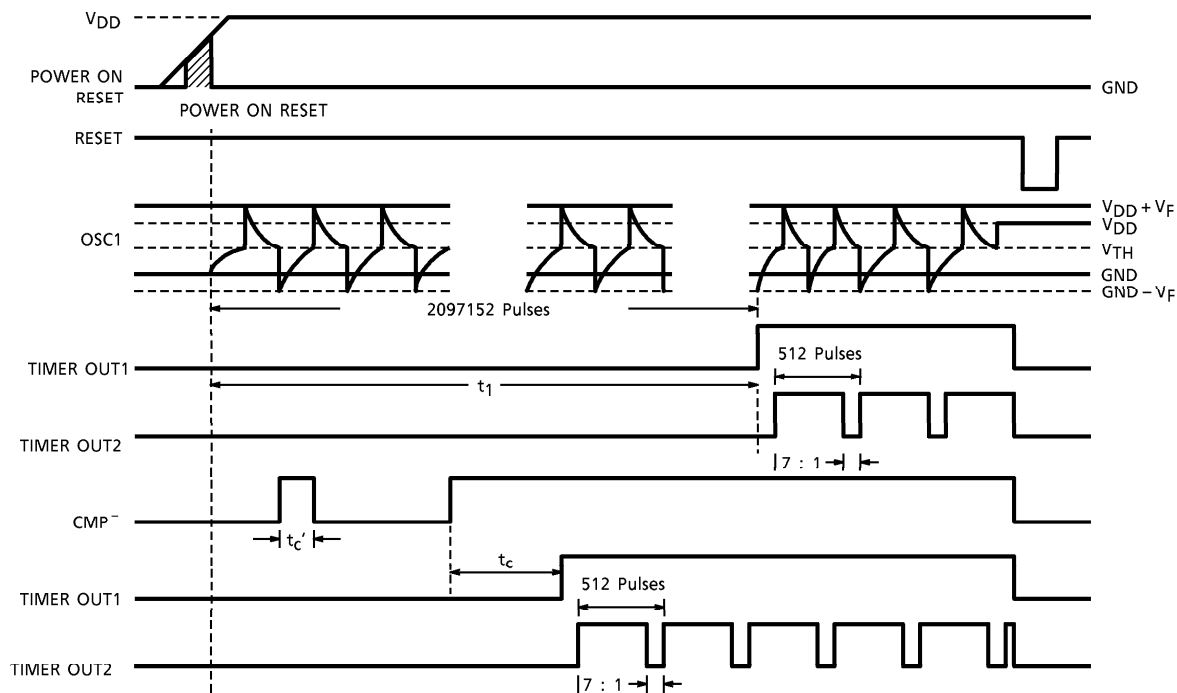 VDD
POWER ON
RESET
GND
POWER ON RESET
RESET
VDD + VF
VDD
OSC1
VTH
GND
GND − VF
2097152 Pulses
TIMER OUT1
512 Pulses
t1
TIMER OUT2
7 : 1
CMP−
tc'
tc
512 Pulses
TIMER OUT1
TIMER OUT2
7 : 1